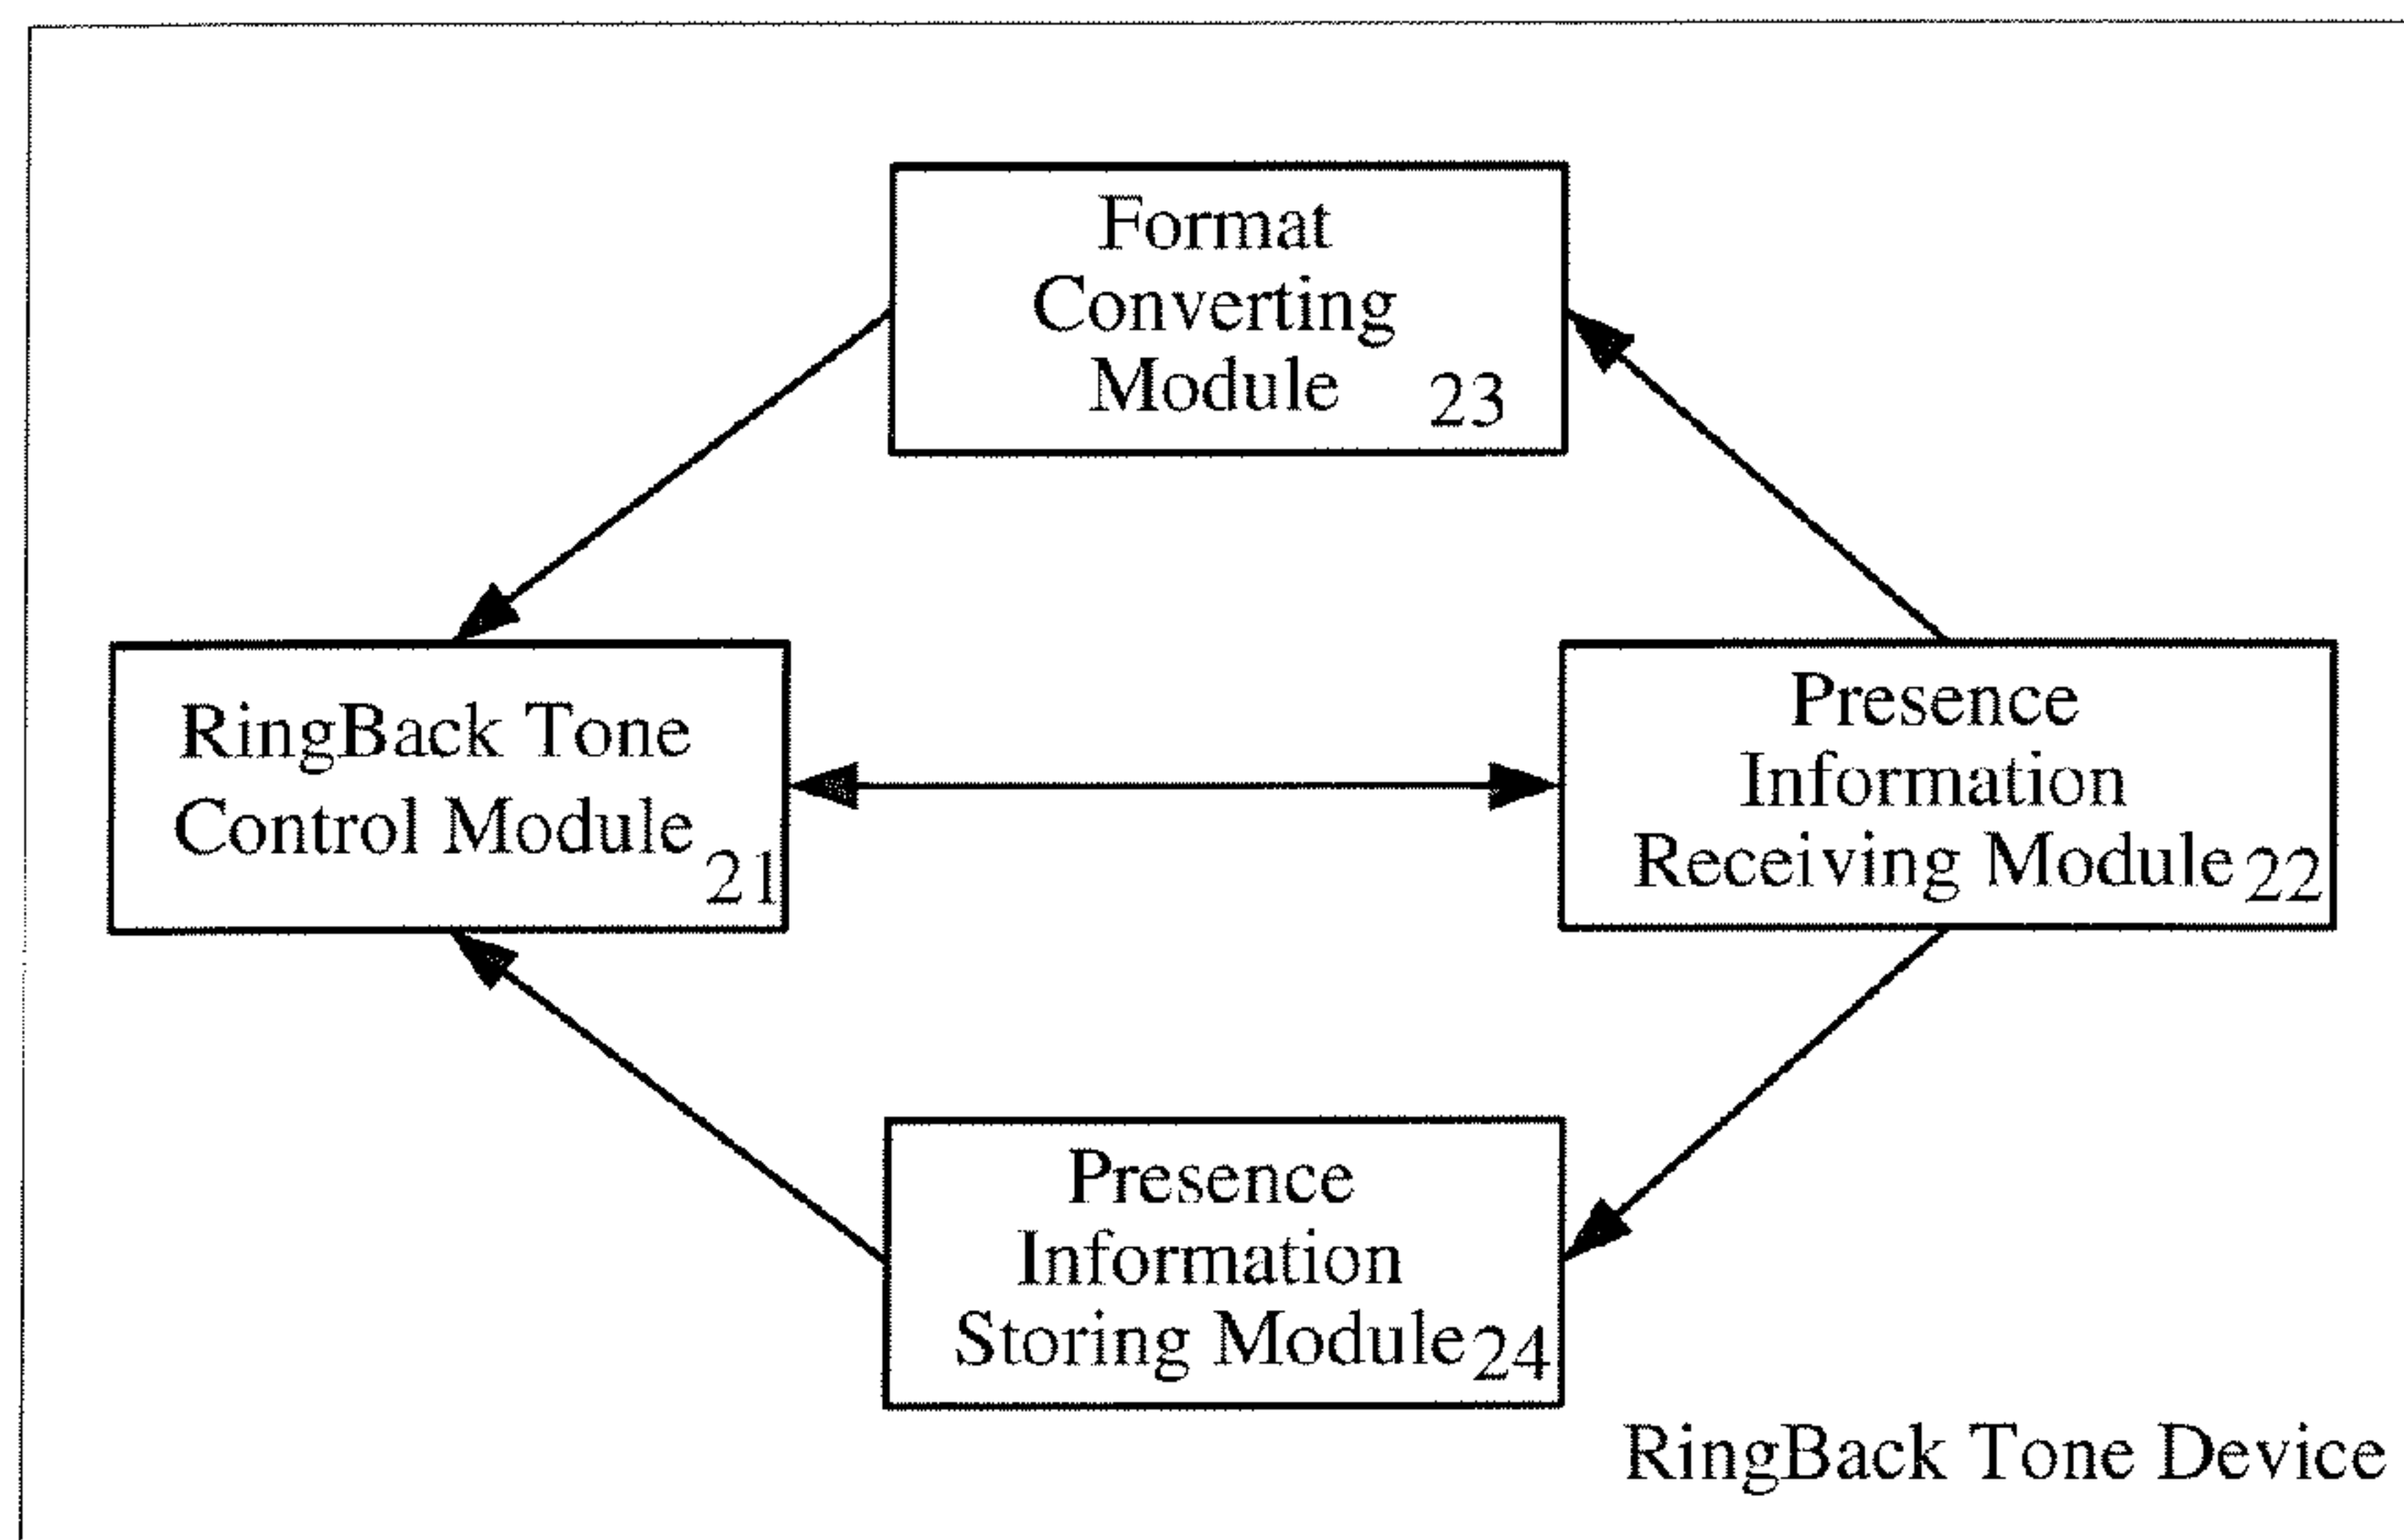 Format
Converting
Module 23
RingBack Tone
Control Module 21
Presence
Information
Receiving Module 22
Presence
Information
Storing Module 24
RingBack Tone Device